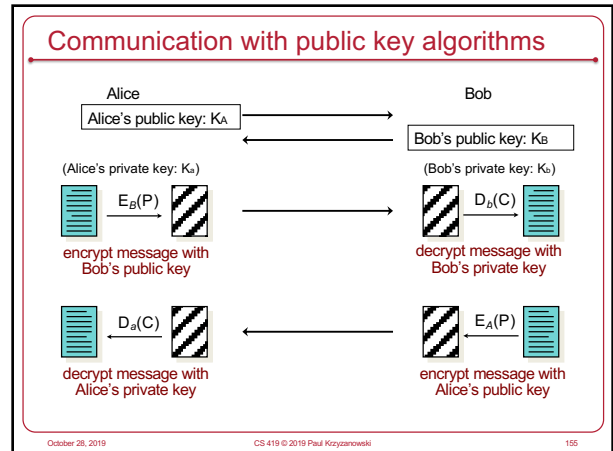 Communication with public key algorithms
Alice
Bob
Alice's public key: KA
Bob's public key: KB
(Alice's private key: Ka)
(Bob's private key: Kb)
EB(P)
Db(C)
encrypt message with
Bob's public key
decrypt message with
Bob's private key
Da(C)
EA(P)
decrypt message with
Alice's private key
encrypt message with
Alice's public key
October 28, 2019
CS 419 © 2019 Paul Krzyzanowski
155